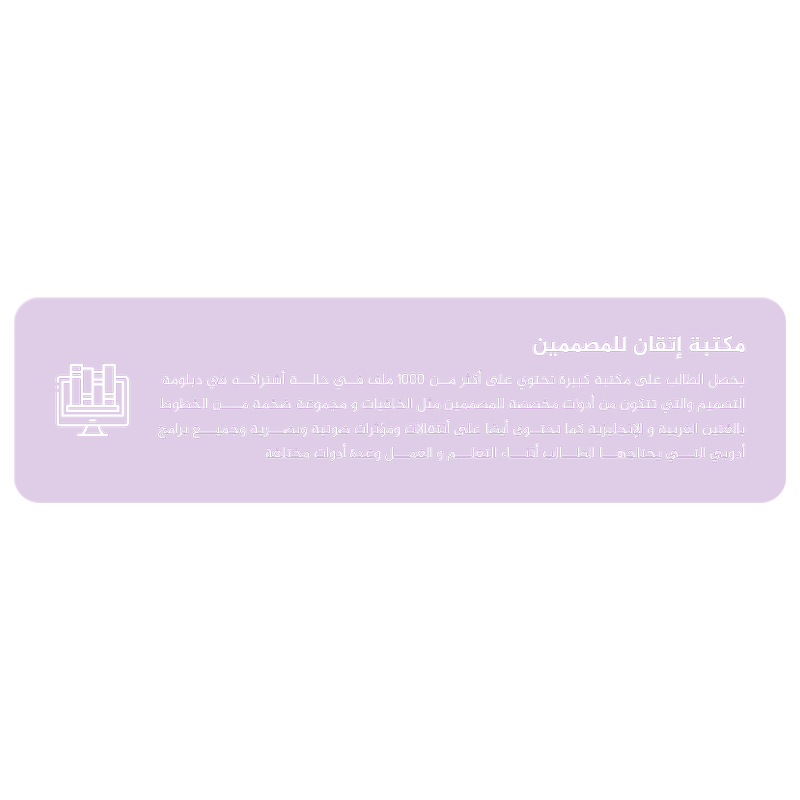 مكتبة إتقان للمصممين
يحصل الطالب على مكتبة كبيرة تحتوي على أكثر من 1000 ملف في حالة أشتراكه في دبلومة
التصميم والتي تتكون من أدوات مخصصة للمصممين مثل الخلفيات و مجموعة ضخمة من الخطوط
باللغتين العربية و الإنجليزية كما تحتوى أيضا على أنتقالات ومؤثرات صوتية وبصرية وجميع برامج
أدوبي التي يحتاجها الطالب أثناء التعلم و العمل وعدة أدوات مختلفة